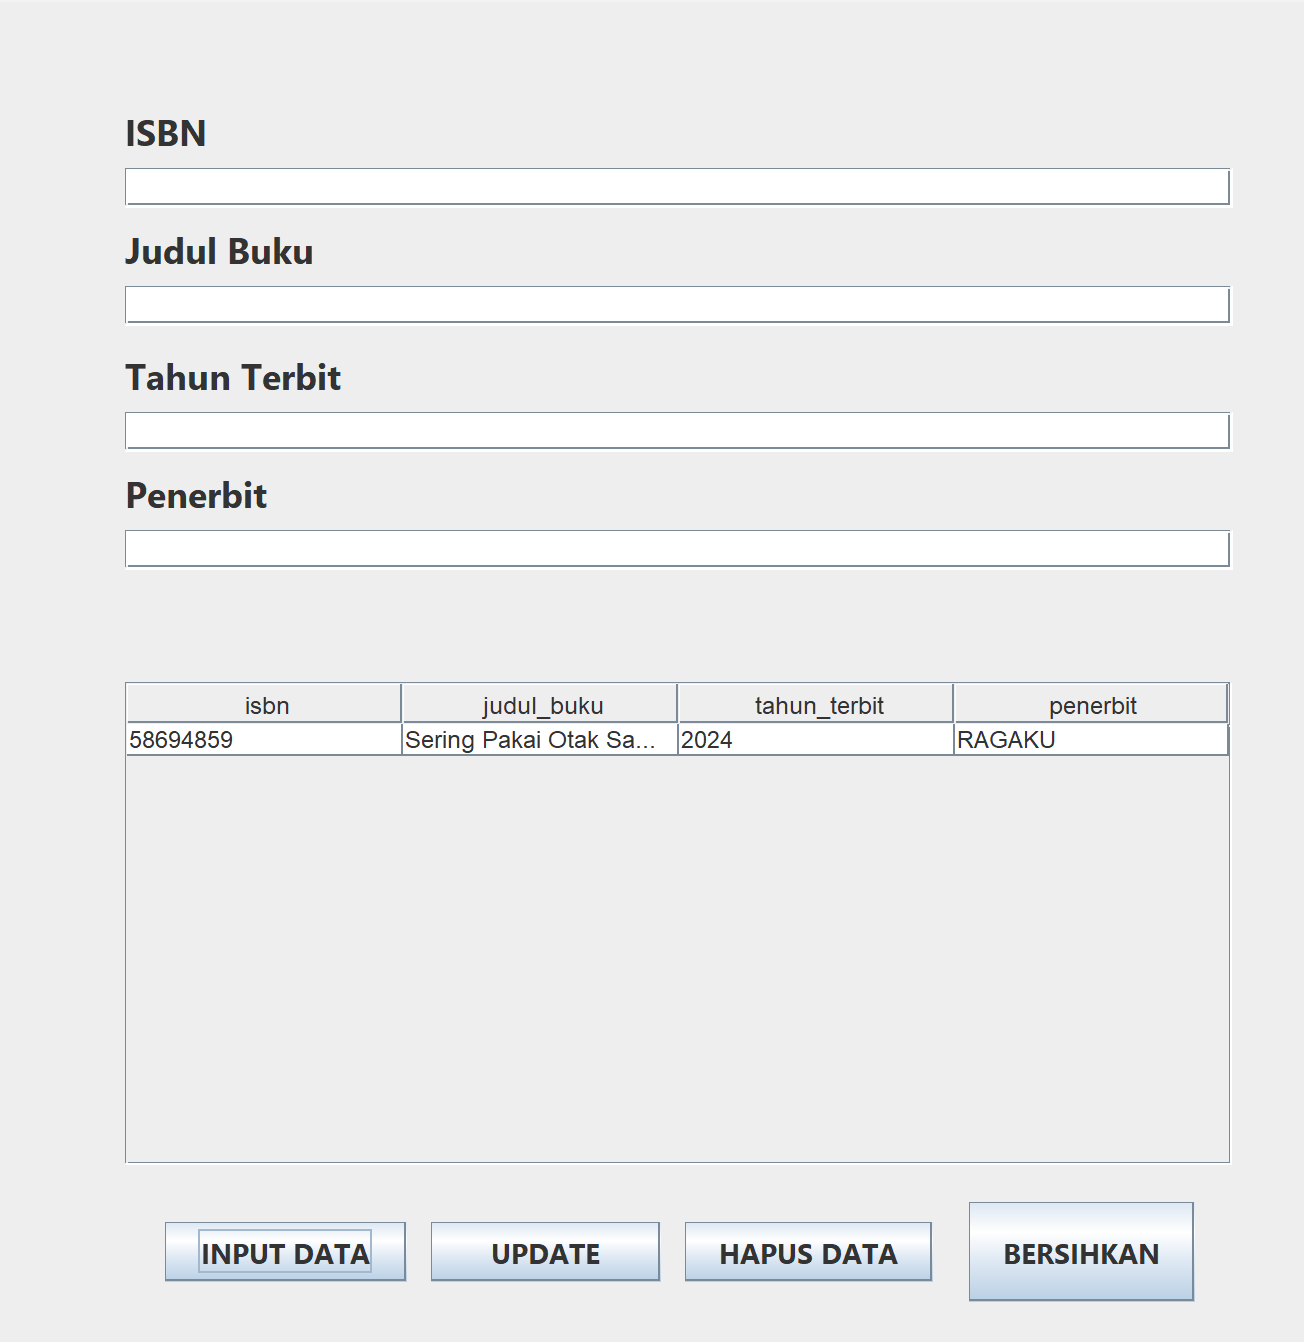 ISBN
Judul Buku
Tahun Terbit
Penerbit
isbn judul_buku tahun_terbit penerbit
58694859 Sering Pakai Otak Sa... 2024 RAGAKU
INPUT DATA UPDATE HAPUS DATA BERSIHKAN